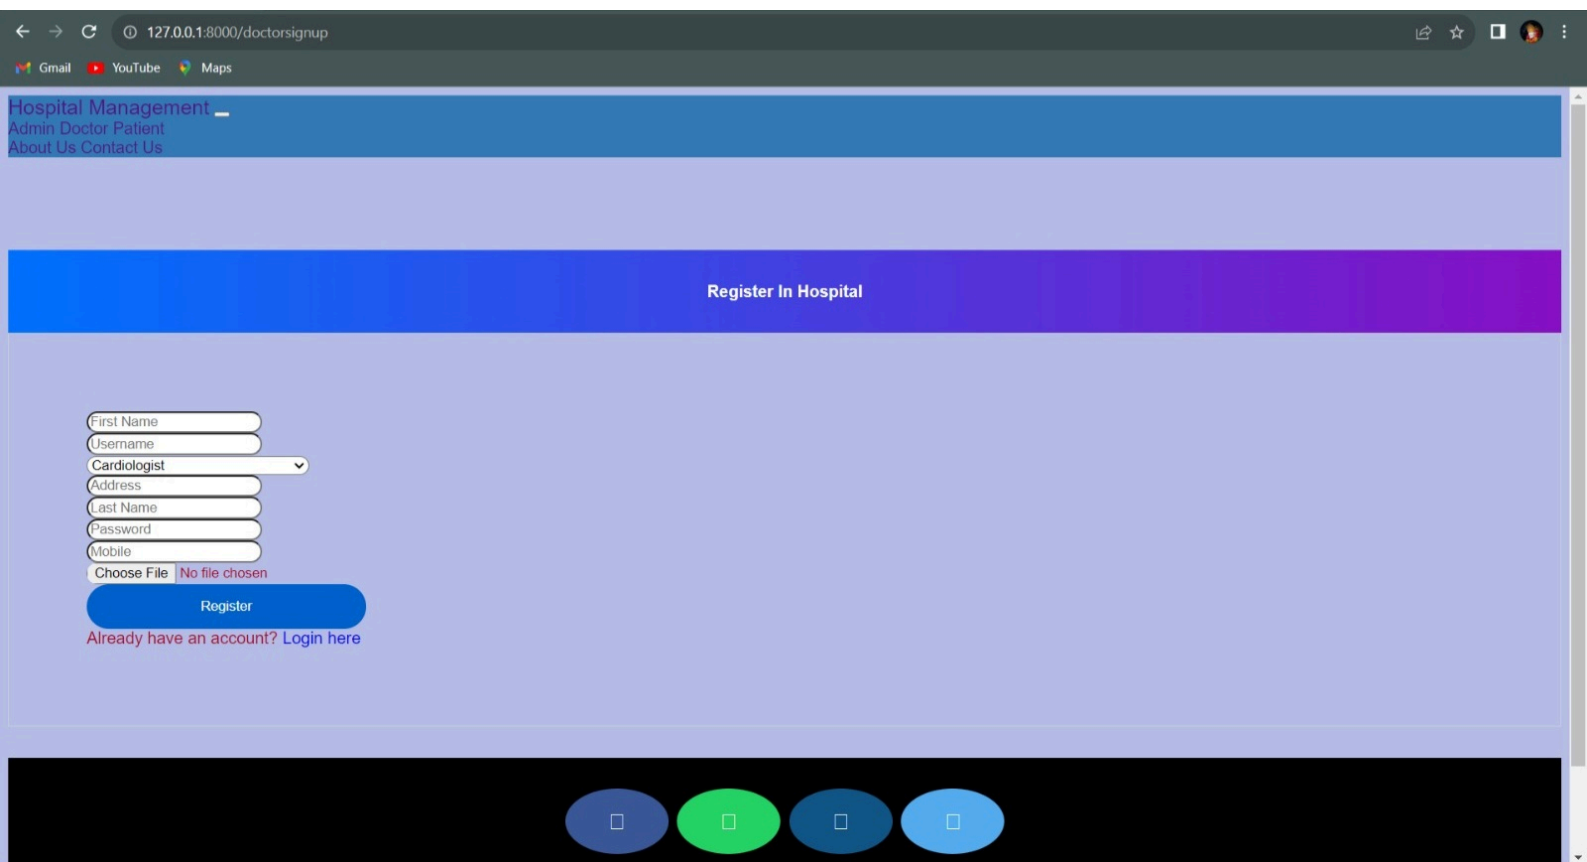 127.0.0.1:8000/doctorsignup
Gmail YouTube Maps
Hospital Management
Admin Doctor Patient
About Us Contact Us
Register In Hospital
First Name
Username
Cardiologist
Address
Last Name
Password
Mobile
Choose File No file chosen
Register
Already have an account? Login here